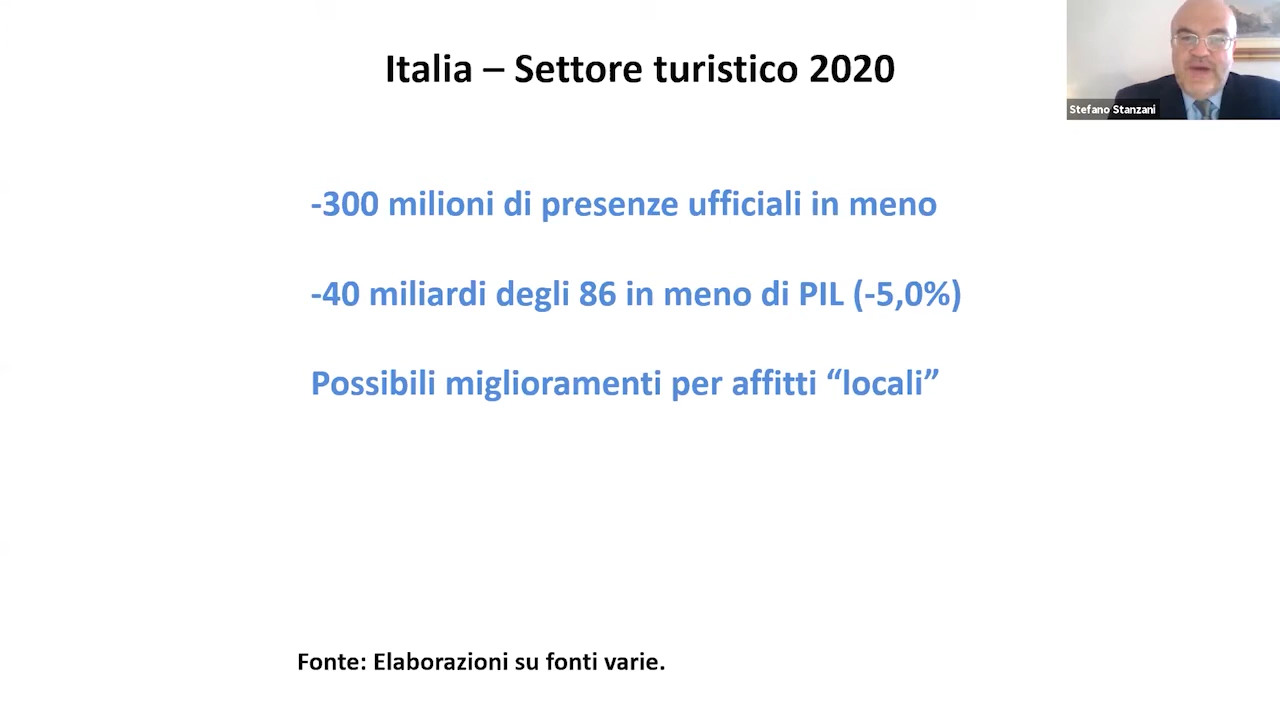 Italia – Settore turistico 2020
Stefano Stanzani
-300 milioni di presenze ufficiali in meno
-40 miliardi degli 86 in meno di PIL (-5,0%)
Possibili miglioramenti per affitti “locali”
Fonte: Elaborazioni su fonti varie.